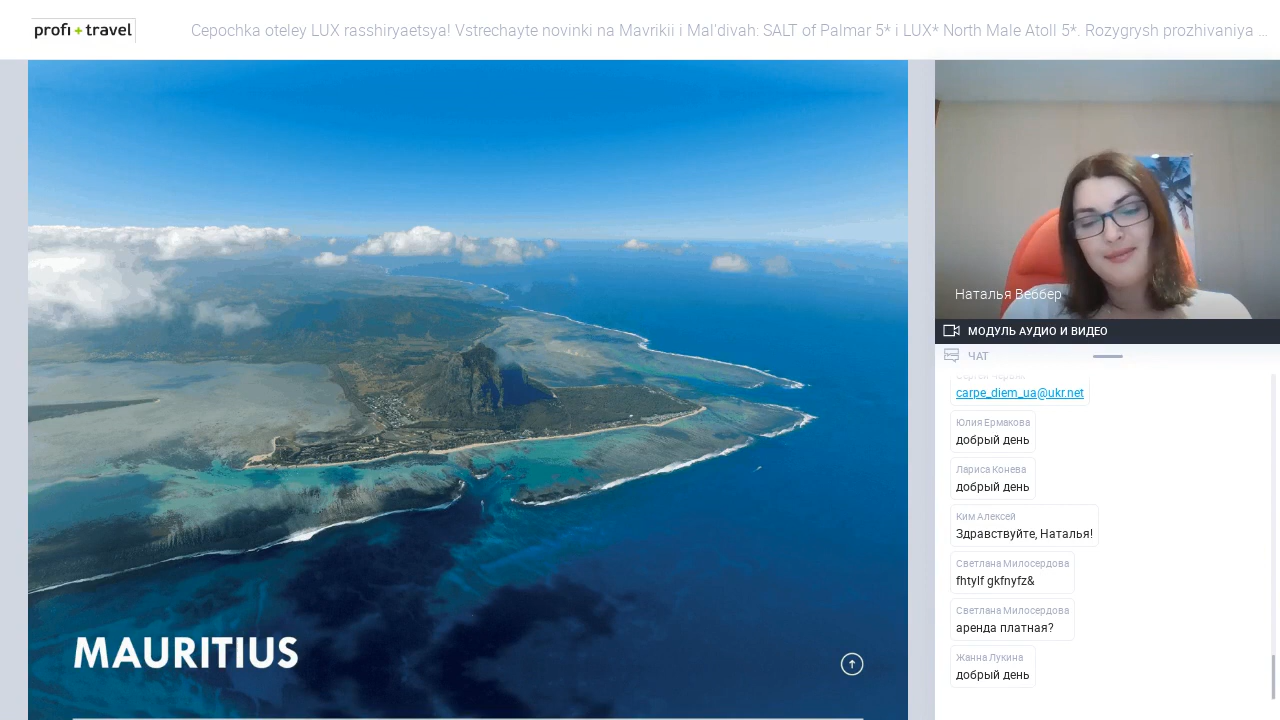 profi + travel
Cepochka oteley LUX rasshiryaetsya! Vstrechayte novinki na Mavrikii i Mal'divah: SALT of Palmar 5* i LUX* North Male Atoll 5*. Rozygrysh prozhivaniya ...
MAURITIUS
Наталья Веббер
МОДУЛЬ АУДИО И ВИДЕО
ЧАТ
carpe_diem_ua@ukr.net
Юлия Ермакова
добрый день
Лариса Конева
добрый день
Ким Алексей
Здравствуйте, Наталья!
Светлана Милосердова
fhtylf gkfnyfz&
Светлана Милосердова
аренда платная?
Жанна Лукина
добрый день